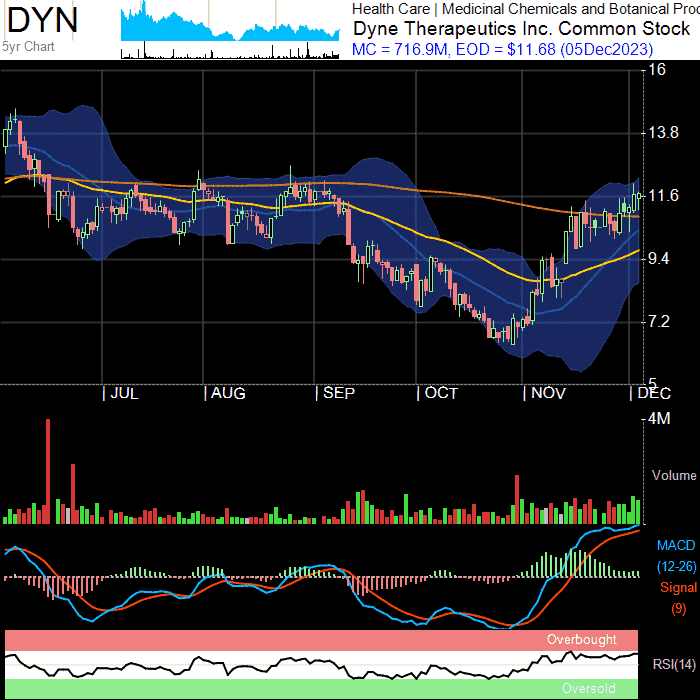 DYN
5yr Chart
Health Care | Medicinal Chemicals and Botanical Proc
Dyne Therapeutics Inc. Common Stock
MC = 716.9M, EOD = $11.68 (05Dec2023)
16
13.8
11.6
9.4
7.2
5
| JUL | AUG | SEP | OCT | NOV | DEC
4M
Volume
MACD
(12-26)
Signal
(9)
Overbought
RSI(14)
Oversold